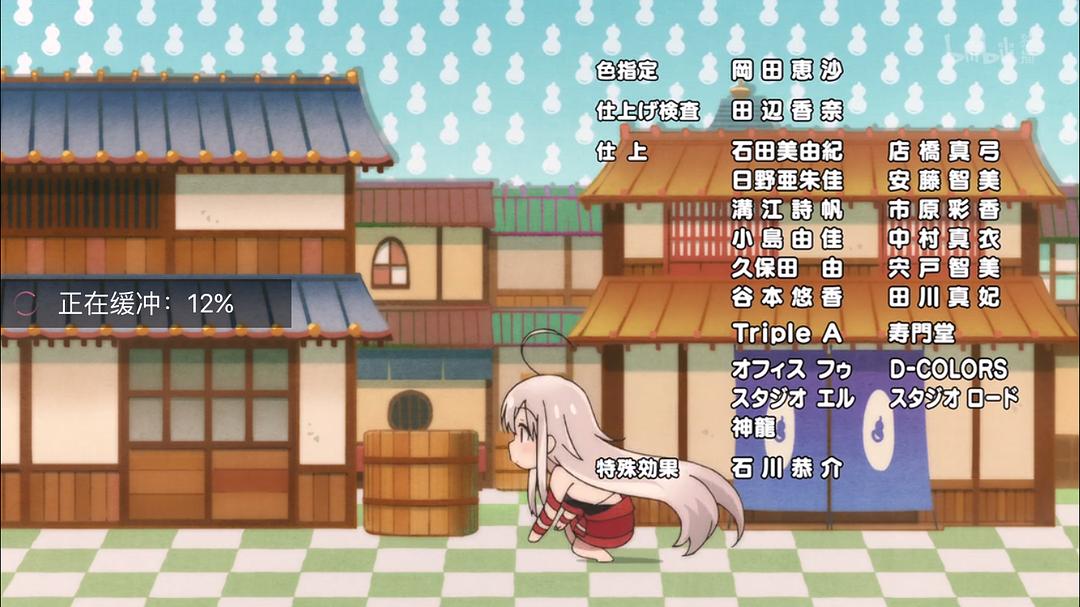 bilibili
色指定 岡田恵沙
仕上げ検査 田辺香奈
仕上 石田美由紀 店橋真弓
日野亜朱佳 安藤智美
溝江詩帆 市原彩香
小島由佳 中村真衣
久保田 由 宍戸智美
谷本悠香 田川真妃
正在缓冲：12%
Triple A 寿門堂
オフィス フゥ D-COLORS
スタジオ エル スタジオ ロード
神龍
特殊効果 石川恭介